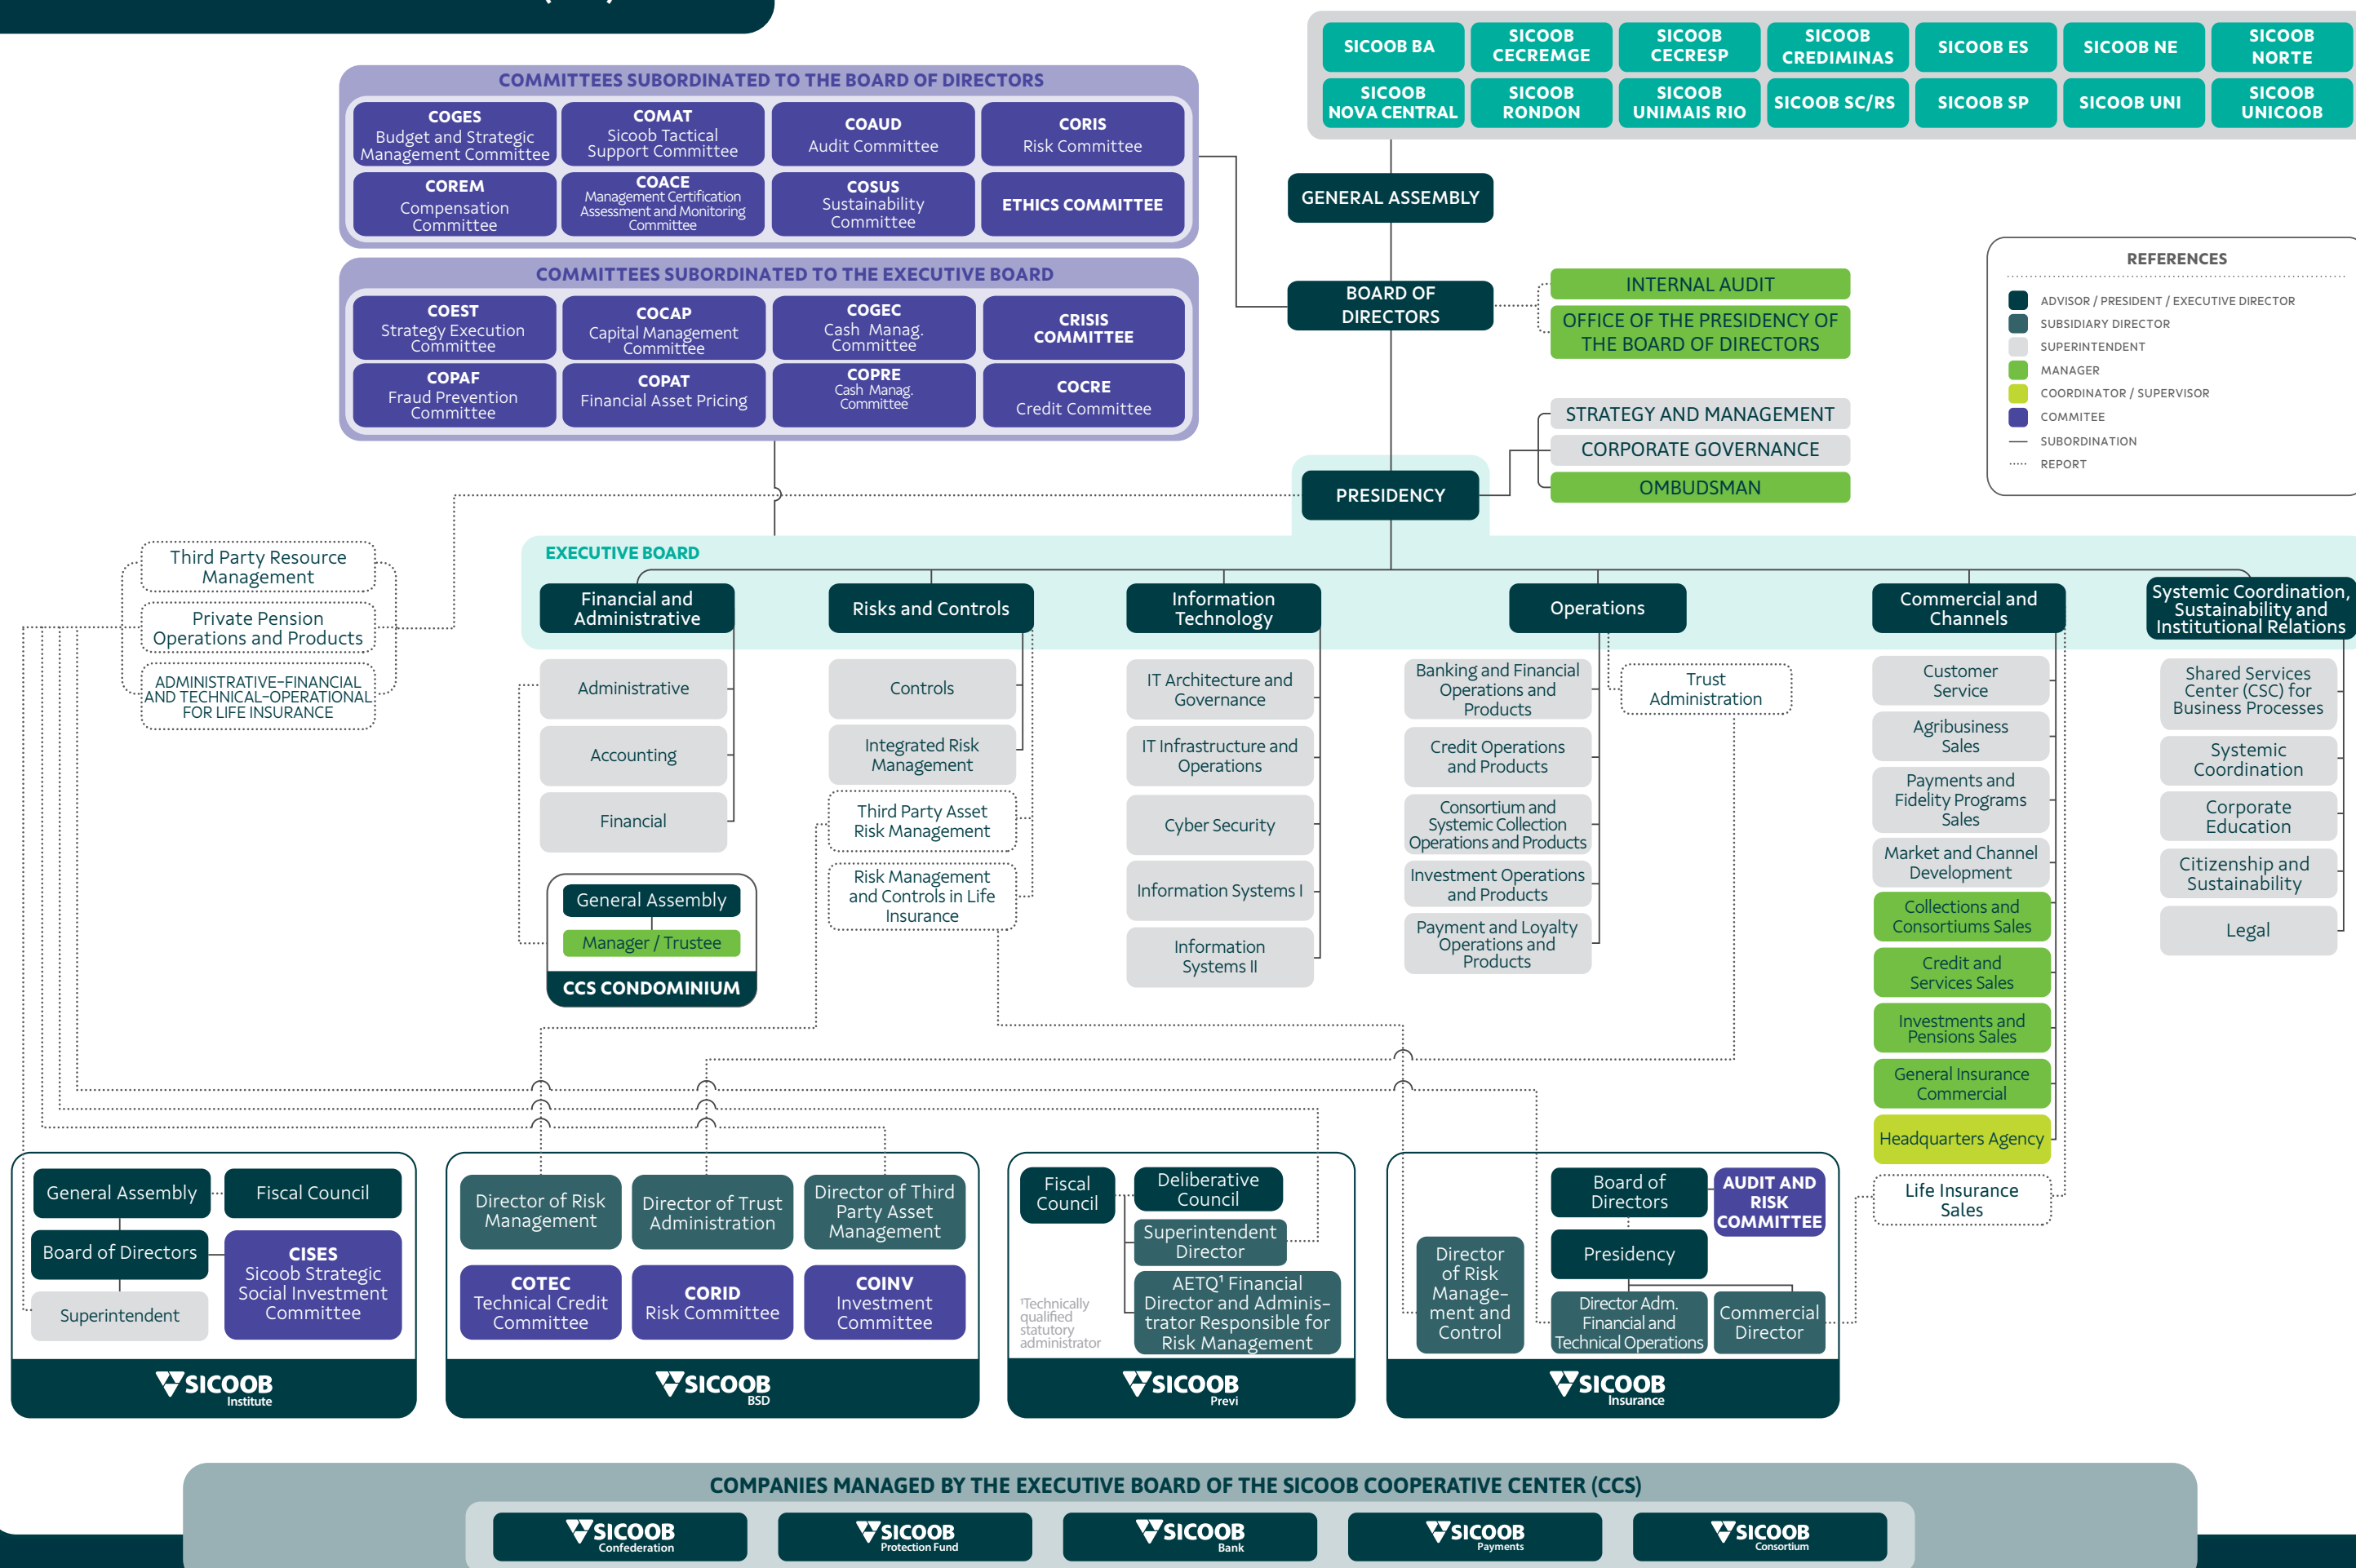 SICOOB BA
SICOOB
CECREMGE
SICOOB
CECRESP
SICOOB
CREDIMINAS
SICOOB ES
SICOOB NE
SICOOB
NORTE
SICOOB
NOVA CENTRAL
SICOOB
RONDON
SICOOB
UNIMAIS RIO
SICOOB SC/RS
SICOOB SP
SICOOB UNI
SICOOB
UNICOOB
COMMITTEES SUBORDINATED TO THE BOARD OF DIRECTORS
COGES
Budget and Strategic
Management Committee
COMAT
Sicoob Tactical
Support Committee
COAUD
Audit Committee
CORIS
Risk Committee
COREM
Compensation
Committee
COACE
Management Certification
Assessment and Monitoring
Committee
COSUS
Sustainability
Committee
ETHICS COMMITTEE
COMMITTEES SUBORDINATED TO THE EXECUTIVE BOARD
COEST
Strategy Execution
Committee
COCAP
Capital Management
Committee
COGEC
Cash Manag.
Committee
CRISIS
COMMITTEE
COPAF
Fraud Prevention
Committee
COPAT
Financial Asset Pricing
COPRE
Cash Manag.
Committee
COCRE
Credit Committee
GENERAL ASSEMBLY
BOARD OF
DIRECTORS
INTERNAL AUDIT
OFFICE OF THE PRESIDENCY OF
THE BOARD OF DIRECTORS
STRATEGY AND MANAGEMENT
CORPORATE GOVERNANCE
OMBUDSMAN
PRESIDENCY
REFERENCES
ADVISOR / PRESIDENT / EXECUTIVE DIRECTOR
SUBSIDIARY DIRECTOR
SUPERINTENDENT
MANAGER
COORDINATOR / SUPERVISOR
COMMITEE
SUBORDINATION
REPORT
Third Party Resource
Management
Private Pension
Operations and Products
ADMINISTRATIVE-FINANCIAL
AND TECHNICAL-OPERATIONAL
FOR LIFE INSURANCE
EXECUTIVE BOARD
Financial and
Administrative
Risks and Controls
Information
Technology
Operations
Commercial and
Channels
Systemic Coordination,
Sustainability and
Institutional Relations
Administrative
Accounting
Financial
General Assembly
Manager / Trustee
CCS CONDOMINIUM
Controls
Integrated Risk
Management
Third Party Asset
Risk Management
Risk Management
and Controls in Life
Insurance
IT Architecture and
Governance
IT Infrastructure and
Operations
Cyber Security
Information Systems I
Information
Systems II
Banking and Financial
Operations and
Products
Credit Operations
and Products
Consortium and
Systemic Collection
Operations and Products
Investment Operations
and Products
Payment and Loyalty
Operations and
Products
Trust
Administration
Customer
Service
Agribusiness
Sales
Payments and
Fidelity Programs
Sales
Market and Channel
Development
Collections and
Consortiums Sales
Credit and
Services Sales
Investments and
Pensions Sales
General Insurance
Commercial
Headquarters Agency
Life Insurance
Sales
Shared Services
Center (CSC) for
Business Processes
Systemic
Coordination
Corporate
Education
Citizenship and
Sustainability
Legal
General Assembly
Fiscal Council
Board of Directors
CISES
Sicoob Strategic
Social Investment
Committee
Superintendent
SICOOB
Institute
Director of Risk
Management
Director of Trust
Administration
Director of Third
Party Asset
Management
COTEC
Technical Credit
Committee
CORID
Risk Committee
COINV
Investment
Committee
SICOOB
BSD
Fiscal
Council
Deliberative
Council
Superintendent
Director
AETQ¹ Financial
Director and Adminis-
trator Responsible for
Risk Management
¹Technically
qualified
statutory
administrator
SICOOB
Previ
Director
of Risk
Manage-
ment and
Control
Board of
Directors
AUDIT AND
RISK
COMMITTEE
Presidency
Director Adm.
Financial and
Technical Operations
Commercial
Director
SICOOB
Insurance
COMPANIES MANAGED BY THE EXECUTIVE BOARD OF THE SICOOB COOPERATIVE CENTER (CCS)
SICOOB
Confederation
SICOOB
Protection Fund
SICOOB
Bank
SICOOB
Payments
SICOOB
Consortium